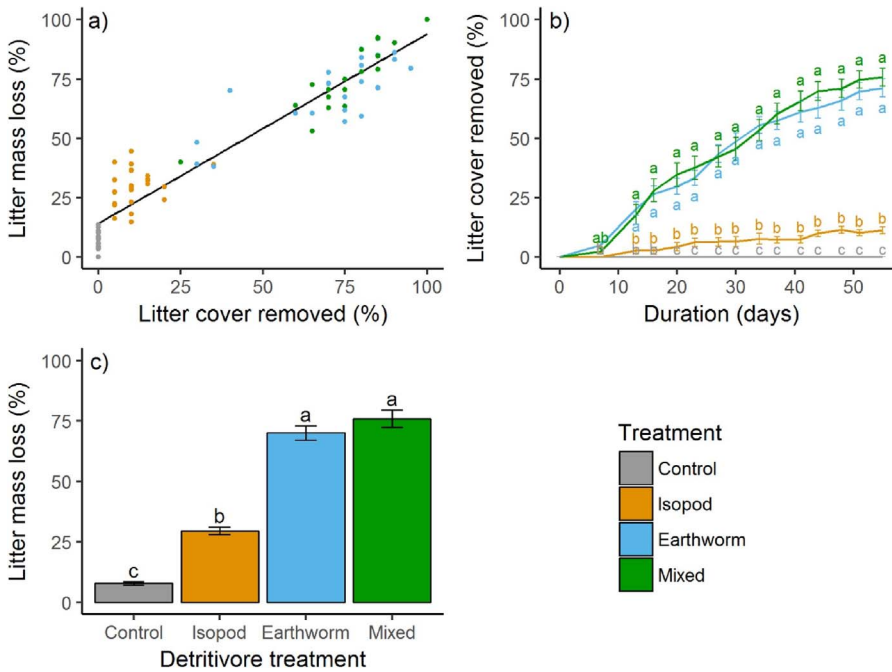 a)
100
75
50
25
0
Litter mass loss (%)
0 25 50 75 100
Litter cover removed (%)
b)
100
75
50
25
0
Litter cover removed (%)
a a a a a a a a a a a a
ab
a a a a a a a a a a a a
b b b b b b b b b b b b
c c c c c c c c c c c
0 10 20 30 40 50
Duration (days)
c)
100
75
50
25
0
Litter mass loss (%)
c b a a
Control Isopod Earthworm Mixed
Detritivore treatment
Treatment
Control
Isopod
Earthworm
Mixed